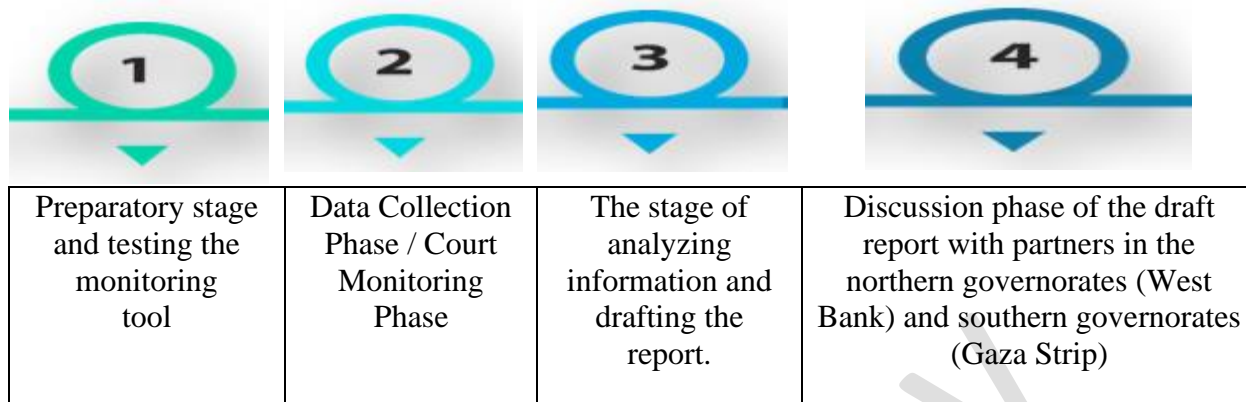 1
2
3
4
Preparatory stage
and testing the
monitoring
tool
Data Collection
Phase / Court
Monitoring
Phase
The stage of
analyzing
information and
drafting the
report.
Discussion phase of the draft
report with partners in the
northern governorates (West
Bank) and southern governorates
(Gaza Strip)